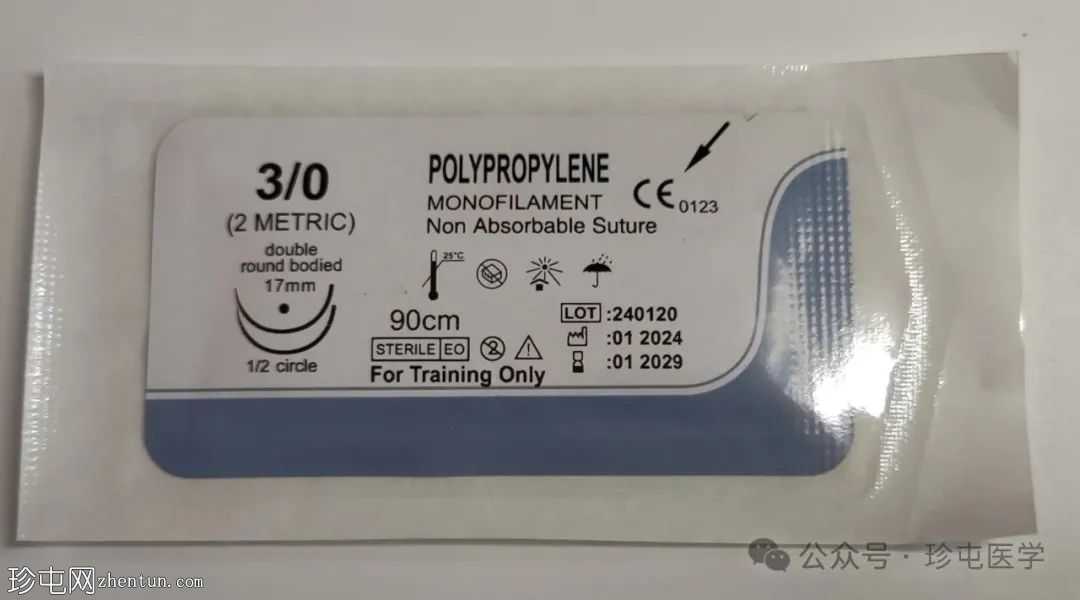 3/0
(2 METRIC)
double
round bodied
17mm
1/2 circle
POLYPROPYLENE
MONOFILAMENT
Non Absorbable Suture
CE 0123
25°C
90cm
STERILE EO
2
For Training Only
LOT :240120
:01 2024
:01 2029
公众号·珍屯医学
珍屯网zhentun.com